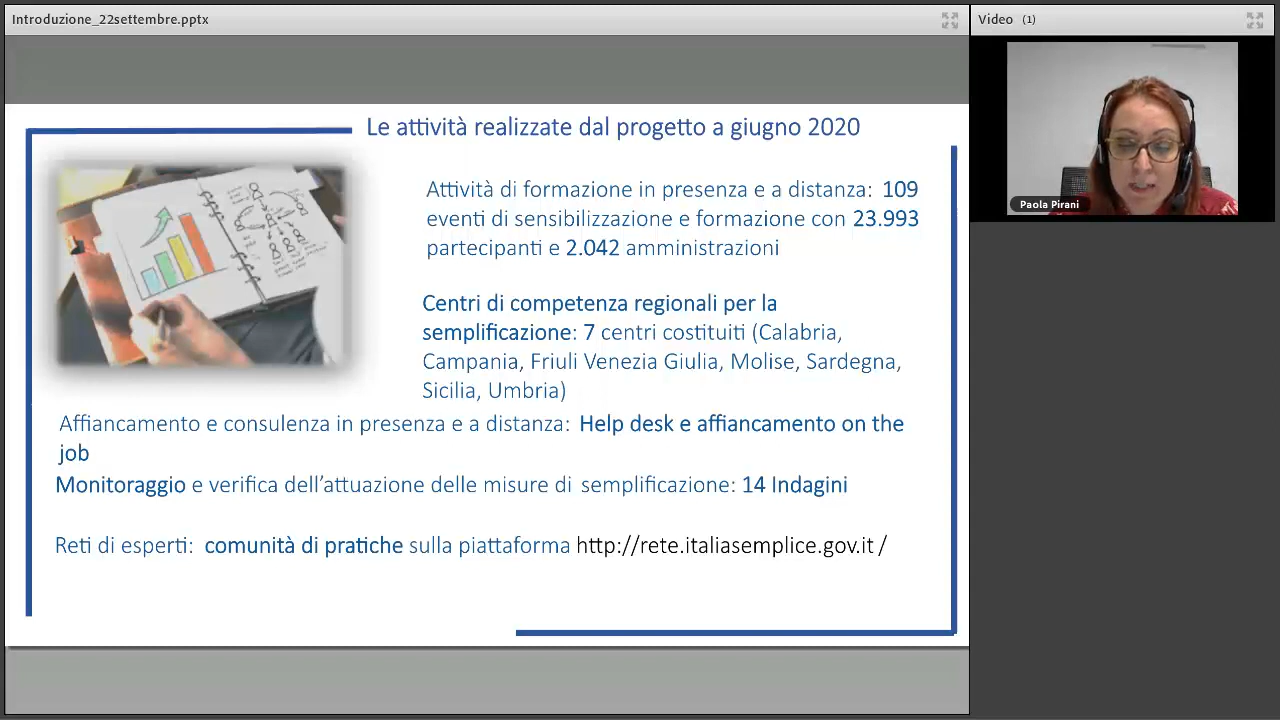 Introduzione_22settembre.pptx
Video (1)
Paola Pirani
Le attività realizzate dal progetto a giugno 2020
Attività di formazione in presenza e a distanza: 109
eventi di sensibilizzazione e formazione con 23.993
partecipanti e 2.042 amministrazioni
Centri di competenza regionali per la
semplificazione: 7 centri costituiti (Calabria,
Campania, Friuli Venezia Giulia, Molise, Sardegna,
Sicilia, Umbria)
Affiancamento e consulenza in presenza e a distanza: Help desk e affiancamento on the
job
Monitoraggio e verifica dell'attuazione delle misure di semplificazione: 14 Indagini
Reti di esperti: comunità di pratiche sulla piattaforma http://rete.italiasemplice.gov.it /